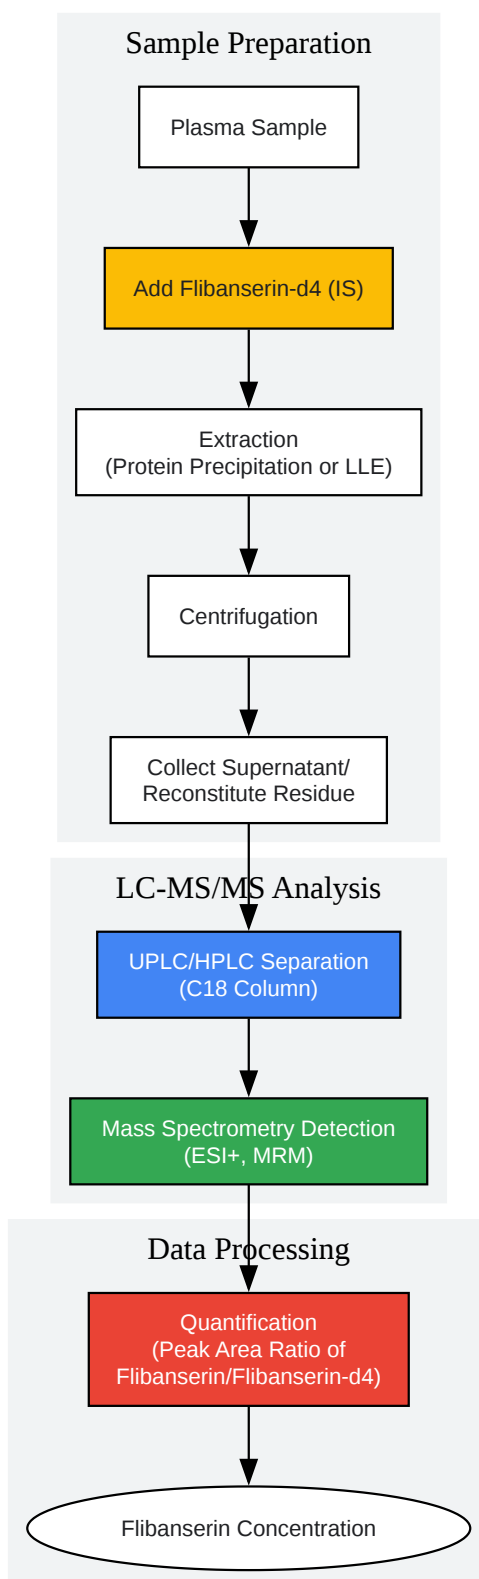 Sample Preparation
Plasma Sample
Add Flibanserin-d4 (IS)
Extraction
(Protein Precipitation or LLE)
Centrifugation
Collect Supernatant/
Reconstitute Residue
LC-MS/MS Analysis
UPLC/HPLC Separation
(C18 Column)
Mass Spectrometry Detection
(ESI+, MRM)
Data Processing
Quantification
(Peak Area Ratio of
Flibanserin/Flibanserin-d4)
Flibanserin Concentration